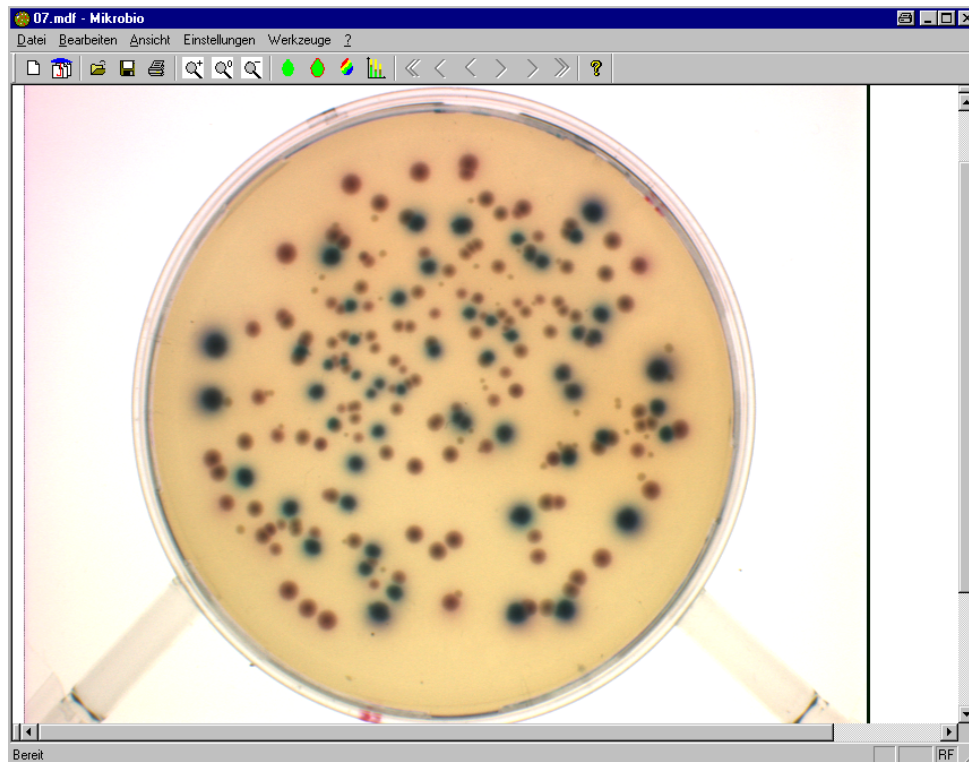 07.mdf - Mikrobio
Datei Bearbeiten Ansicht Einstellungen Werkzeuge ?
Bereit
RF